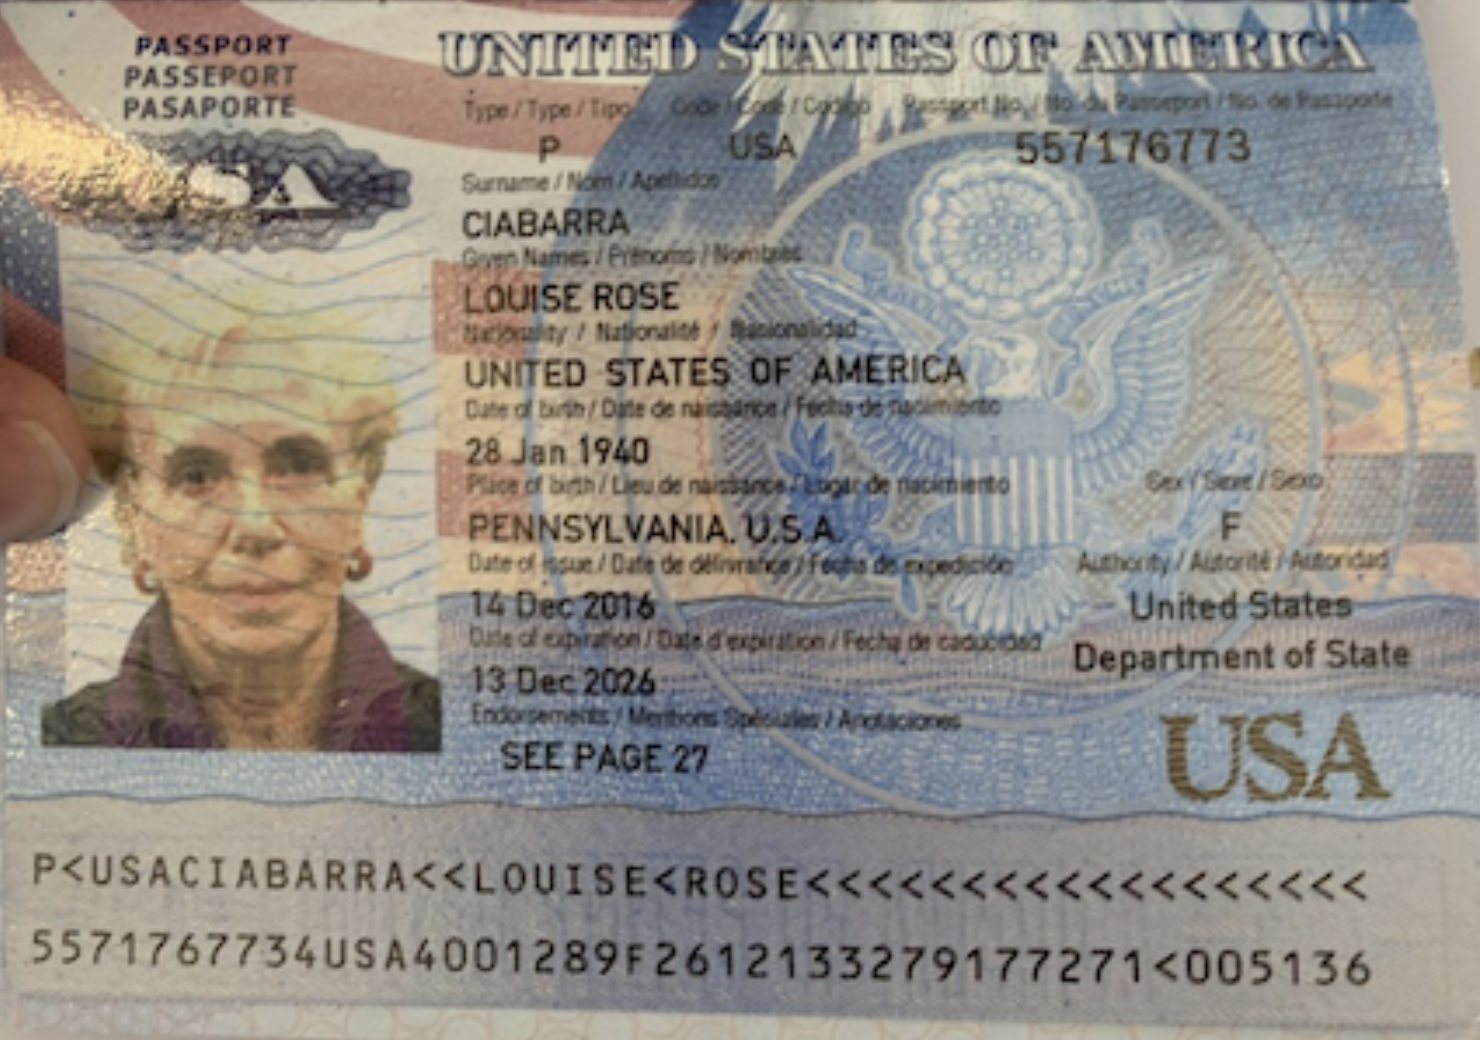 PASSPORT
PASSEPORT
PASAPORTE
UNITED STATES OF AMERICA
Type / Type / Tipo Code / Code / Codigo Passport No. / No. du Passeport / No. de Pasaporte
P USA 557176773
Surname / Nom / Apellidos
CIABARRA
Given Names / Prénoms / Nombres
LOUISE ROSE
Nationality / Nationalité / Nacionalidad
UNITED STATES OF AMERICA
Date of birth / Date de naissance / Fecha de nacimiento
28 Jan 1940
Place of birth / Lieu de naissance / Lugar de nacimiento Sex / Sexe / Sexo
PENNSYLVANIA, U.S.A. F
Date of issue / Date de délivrance / Fecha de expedición Authority / Autorité / Autoridad
14 Dec 2016 United States
Date of expiration / Date d'expiration / Fecha de caducidad Department of State
13 Dec 2026
Endorsements / Mentions Spéciales / Anotaciones
SEE PAGE 27
USA
P<USACIABARRA<<LOUISE<ROSE<<<<<<<<<<<<<<<<<<<
5571767734USA4001289F2612133279177271<005136